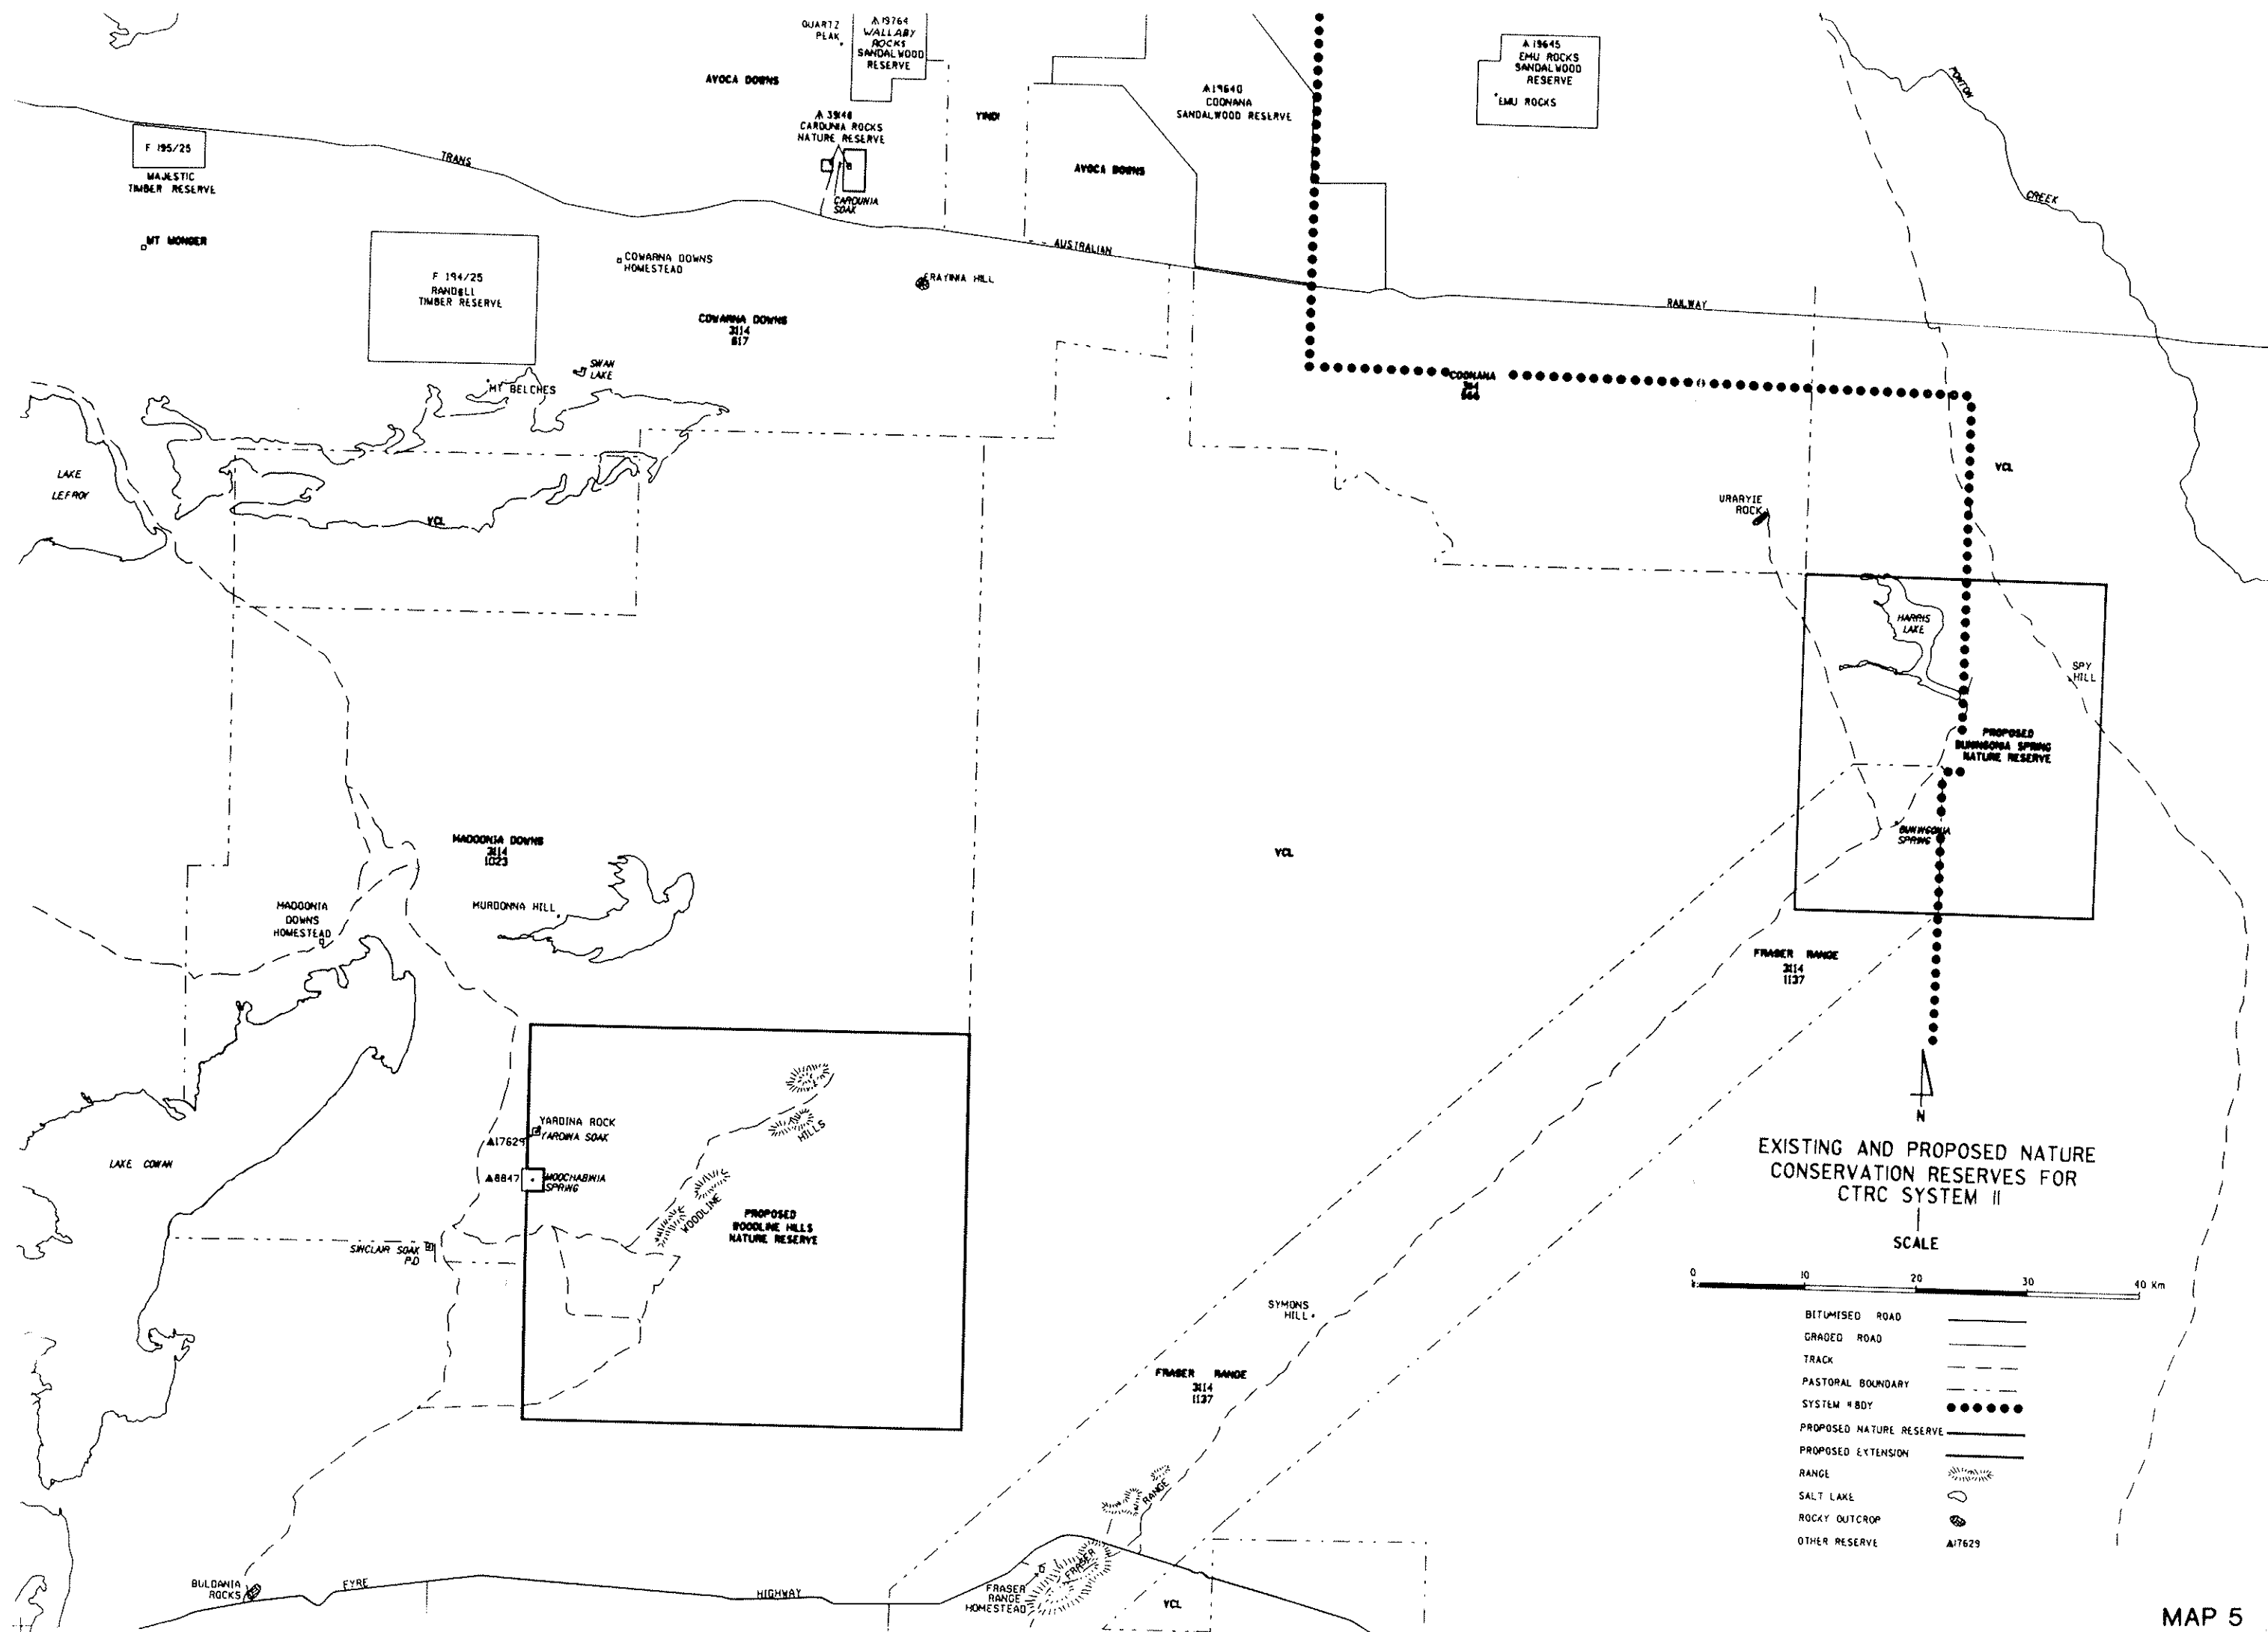 QUARTZ
PEAK
▲ 19764
WALLABY
ROCKS
SANDALWOOD
RESERVE
AVOCA DOWNS
▲ 19645
EMU ROCKS
SANDALWOOD
RESERVE
EMU ROCKS
PONTON
CREEK
▲ 19640
COONANA
SANDALWOOD RESERVE
YINDI
AVOCA DOWNS
CARDUNIA ROCKS
NATURE RESERVE
CARDUNIA
SOAK
F 195/25
MAJESTIC
TIMBER RESERVE
TRANS
AUSTRALIAN
RAILWAY
MT MONGER
F 194/25
RANDELL
TIMBER RESERVE
COWARNA DOWNS
HOMESTEAD
ERAYINIA HILL
COWARNA DOWNS
3114
817
SWAN
LAKE
MT BELCHES
COONANA
LAKE
LEFROY
VCL
VCL
URARYIE
ROCK
HARRIS
LAKE
SPY
HILL
PROPOSED
BUNINGONIA SPRING
NATURE RESERVE
BUNINGONIA
SPRING
MADOONIA DOWNS
3114
1023
VCL
MADOONIA
DOWNS
HOMESTEAD
MURDONNA HILL
FRASER RANGE
3114
1137
N
YARDINA ROCK
YARDINA SOAK
▲17629
▲8847
MOOCHABINIA
SPRING
LAKE COWAN
HILLS
WOODLINE
PROPOSED
WOODLINE HILLS
NATURE RESERVE
SINCLAIR SOAK
P.D
EXISTING AND PROPOSED NATURE
CONSERVATION RESERVES FOR
CTRC SYSTEM 11
SCALE
0 10 20 30 40 Km
SYMONS
HILL
FRASER RANGE
3114
1137
BITUMISED ROAD
GRADED ROAD
TRACK
PASTORAL BOUNDARY
SYSTEM 11 BDY
PROPOSED NATURE RESERVE
PROPOSED EXTENSION
RANGE
SALT LAKE
ROCKY OUTCROP
OTHER RESERVE ▲17629
RANGE
FRASER
FRASER
RANGE
HOMESTEAD
VCL
BULDANIA
ROCKS
EYRE
HIGHWAY
MAP 5